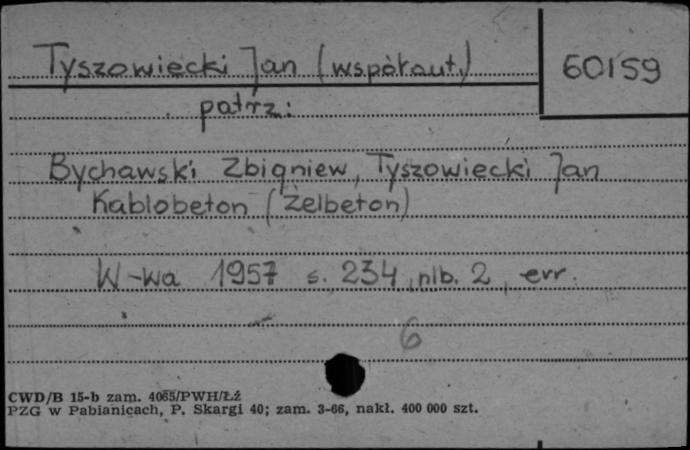 Tyszowiecki Jan (współaut.)
60159
patrz:
Bychawski Zbigniew, Tyszowiecki Jan
Kablobeton (Żelbeton)
W-wa 1957 s. 234, nlb. 2, err.
6
CWD/B 15-b zam. 4065/PWH/Łź
PZG w Pabianicach, P. Skargi 40; zam. 3-66, nakł. 400 000 szt.